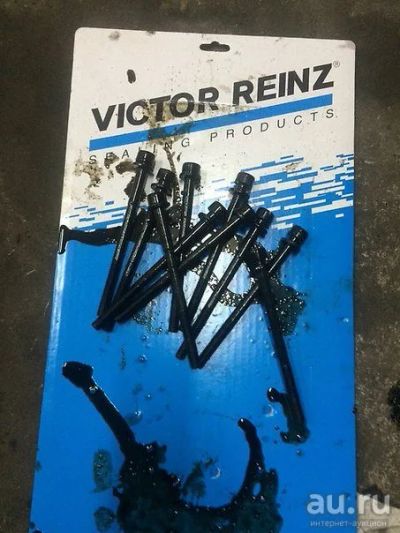 VICTOR REINZ®
SEALING PRODUCTS
au.ru
интернет-аукцион